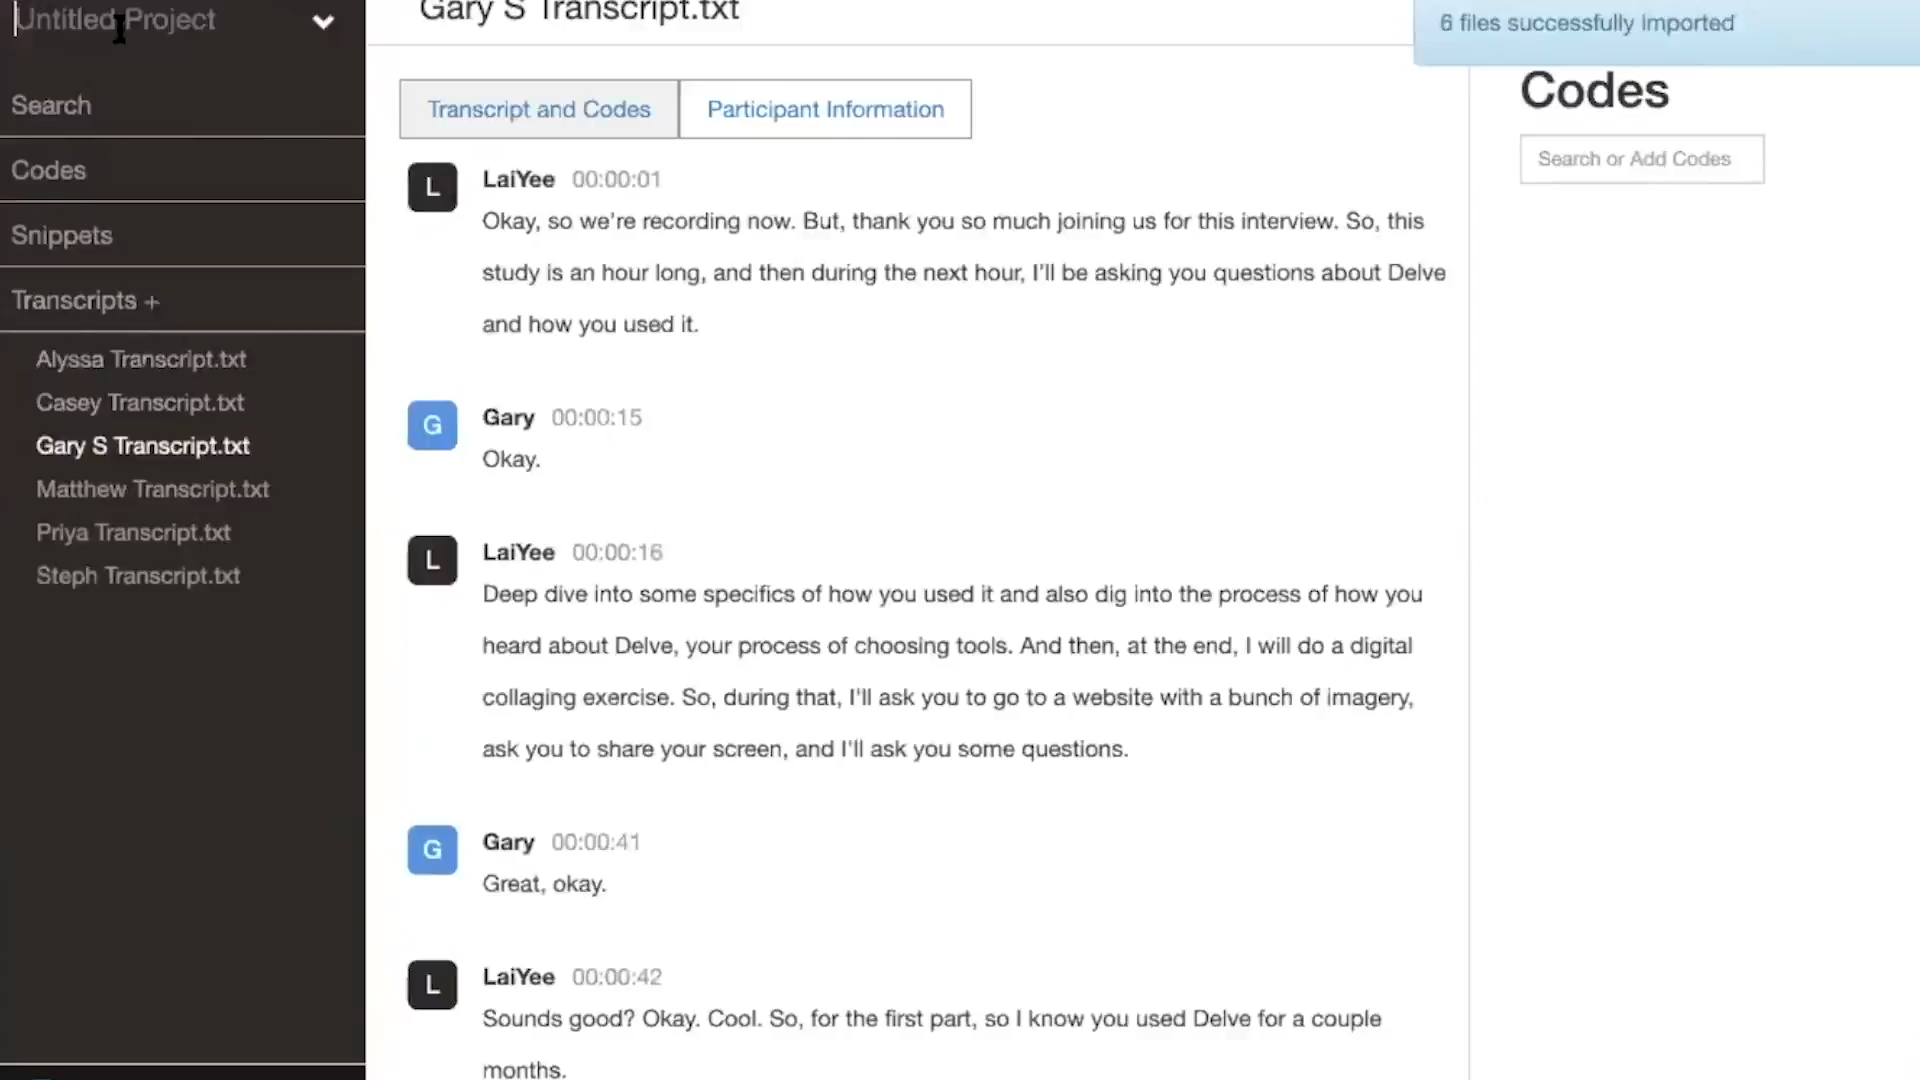 Untitled Project
Search
Codes
Snippets
Transcripts +
Alyssa Transcript.txt
Casey Transcript.txt
Gary S Transcript.txt
Matthew Transcript.txt
Priya Transcript.txt
Steph Transcript.txt
Gary S Transcript.txt
Transcript and Codes
Participant Information
L
LaiYee 00:00:01
Okay, so we're recording now. But, thank you so much joining us for this interview. So, this
study is an hour long, and then during the next hour, I'll be asking you questions about Delve
and how you used it.
G
Gary 00:00:15
Okay.
L
LaiYee 00:00:16
Deep dive into some specifics of how you used it and also dig into the process of how you
heard about Delve, your process of choosing tools. And then, at the end, I will do a digital
collaging exercise. So, during that, I'll ask you to go to a website with a bunch of imagery,
ask you to share your screen, and I'll ask you some questions.
G
Gary 00:00:41
Great, okay.
L
LaiYee 00:00:42
Sounds good? Okay. Cool. So, for the first part, so I know you used Delve for a couple
months.
6 files successfully imported
Codes
Search or Add Codes